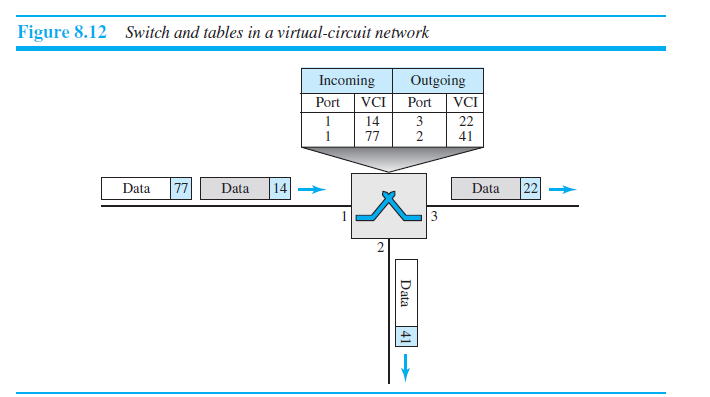 Figure 8.12 Switch and tables in a virtual-circuit network
Incoming Outgoing
Port VCI Port VCI
1 14 3 22
1 77 2 41
Data 77 Data 14 Data 22
1 3
2
Data 41